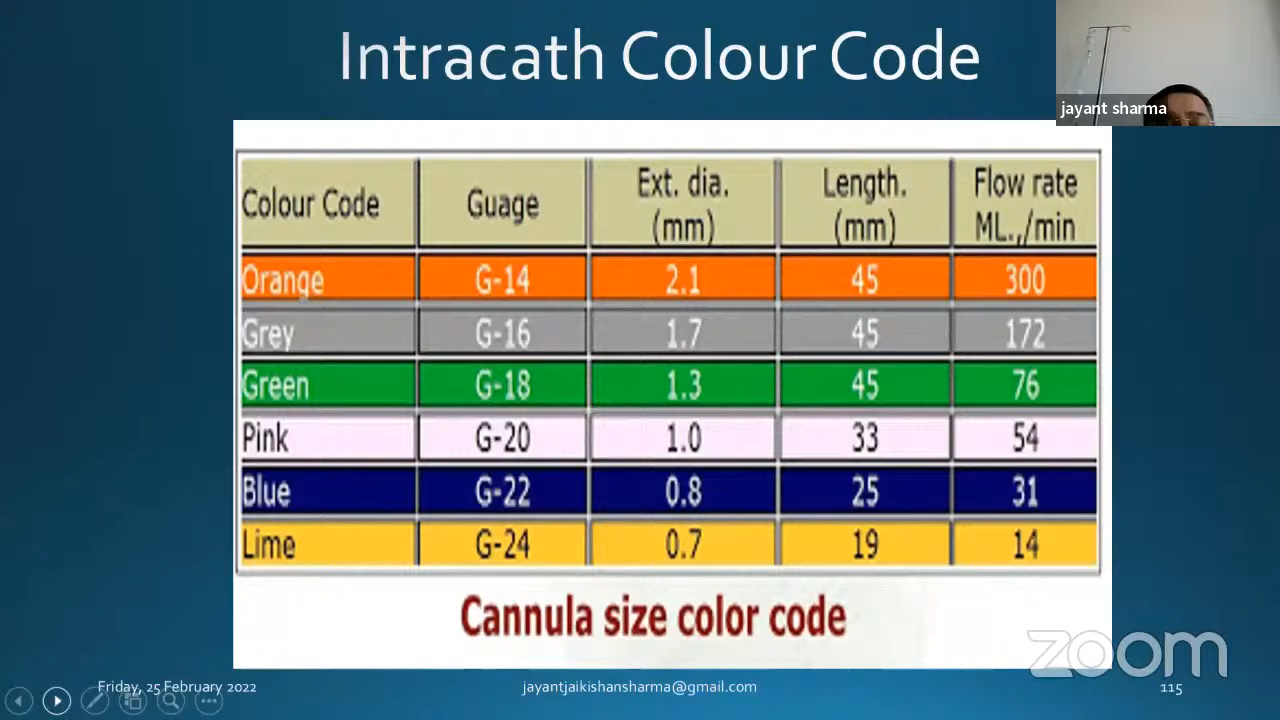 Intracath Colour Code
jayant sharma
Colour Code Guage Ext. dia. (mm) Length. (mm) Flow rate ML.,/min
Orange G-14 2.1 45 300
Grey G-16 1.7 45 172
Green G-18 1.3 45 76
Pink G-20 1.0 33 54
Blue G-22 0.8 25 31
Lime G-24 0.7 19 14
Cannula size color code
zoom
Friday, 25 February 2022 jayantjaikishansharma@gmail.com 115